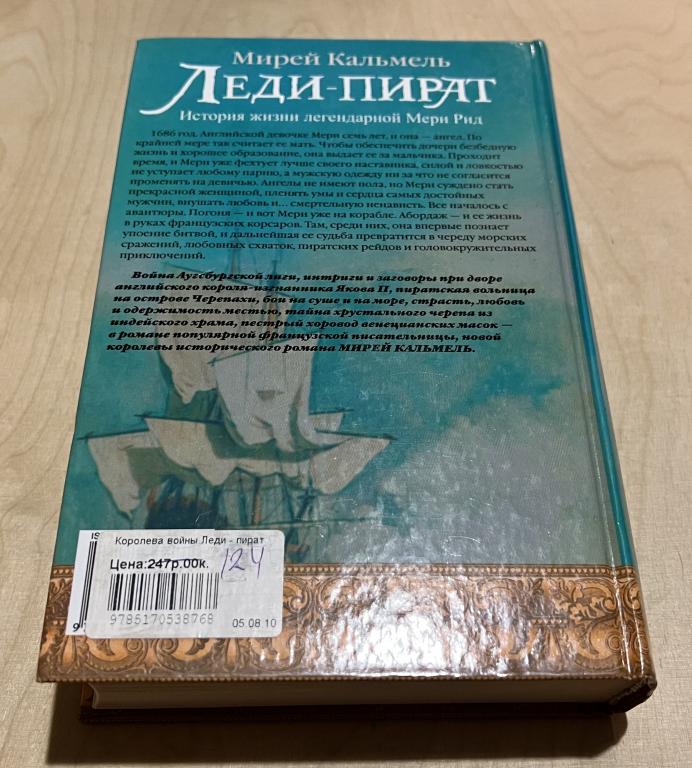 Мирей Кальмель
Леди-пират
История жизни легендарной Мери Рид
1686 год. Английской девочке Мери семь лет, и она — ангел. По
крайней мере так считает ее мать. Чтобы обеспечить дочери безбедную
жизнь и хорошее образование, она выдает ее за мальчика. Проходит
время, и Мери уже фехтует лучше своего наставника, силой и ловкостью
не уступает любому парню, а мужскую одежду ни за что не согласится
променять на девичью. Ангелы не имеют пола, но Мери суждено стать
прекрасной женщиной, пленять умы и сердца самых достойных
мужчин, внушать любовь и... смертельную ненависть. Все началось с
авантюры. Погоня — и вот Мери уже на корабле. Абордаж — и ее жизнь
в руках французских корсаров. Там, среди них, она впервые познает
упоение битвой, и дальнейшая ее судьба превратится в череду морских
сражений, любовных схваток, пиратских рейдов и головокружительных
приключений.
Война Аугсбургской лиги, интриги и заговоры при дворе
английского короля-изгнанника Якова II, пиратская вольница
на острове Черепахи, бои на суше и на море, страсть, любовь
и одержимость местью, тайна хрустального черепа из
индейского храма, пестрый хоровод венецианских масок —
в романе популярной французской писательницы, новой
королевы исторического романа МИРЕЙ КАЛЬМЕЛЬ.
IS
Королева войны Леди - пират
Цена:247р.00к.
124
9785170538768
05.08.10
9